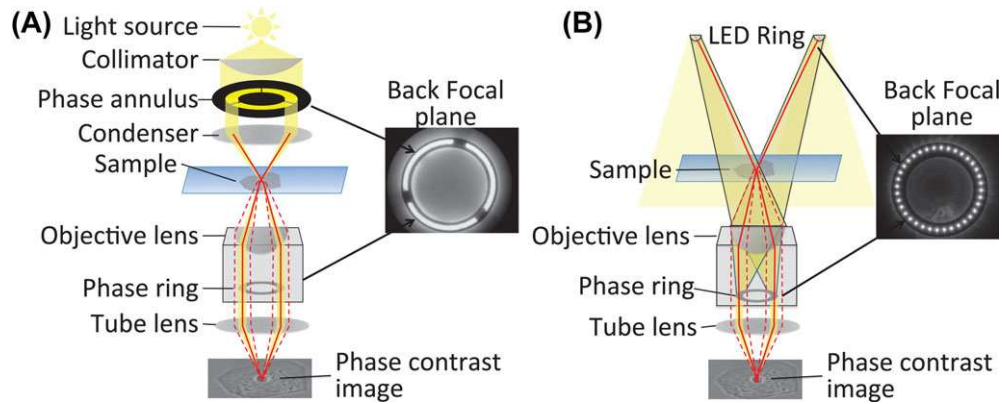 (A)
Light source
Collimator
Phase annulus
Condenser
Sample
Objective lens
Phase ring
Tube lens
Phase contrast
image
Back Focal
plane
(B)
LED Ring
Back Focal
plane
Sample
Objective lens
Phase ring
Tube lens
Phase contrast
image